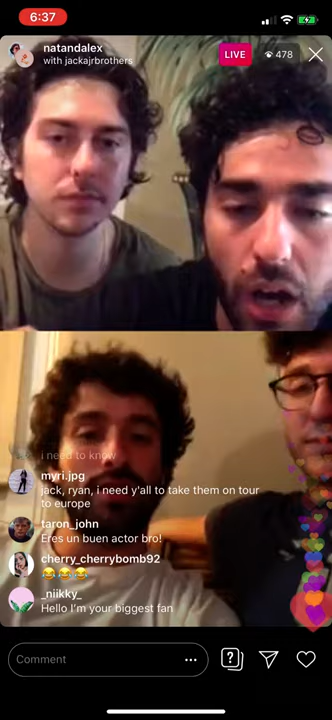 6:37
natandalex
with jackajrbrothers
LIVE
478
i need to know
myri.jpg
jack, ryan, i need y'all to take them on tour
to europe
taron_john
Eres un buen actor bro!
cherry_cherrybomb92
😂😂😂
_niikky_
Hello I'm your biggest fan
Comment